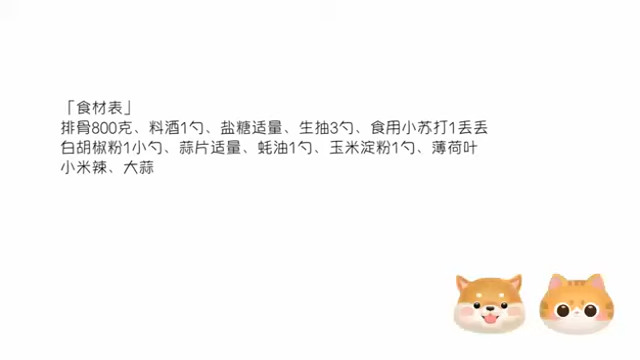 「食材表」
排骨800克、料酒1勺、盐糖适量、生抽3勺、食用小苏打1丢丢
白胡椒粉1小勺、蒜片适量、蚝油1勺、玉米淀粉1勺、薄荷叶
小米辣、大蒜